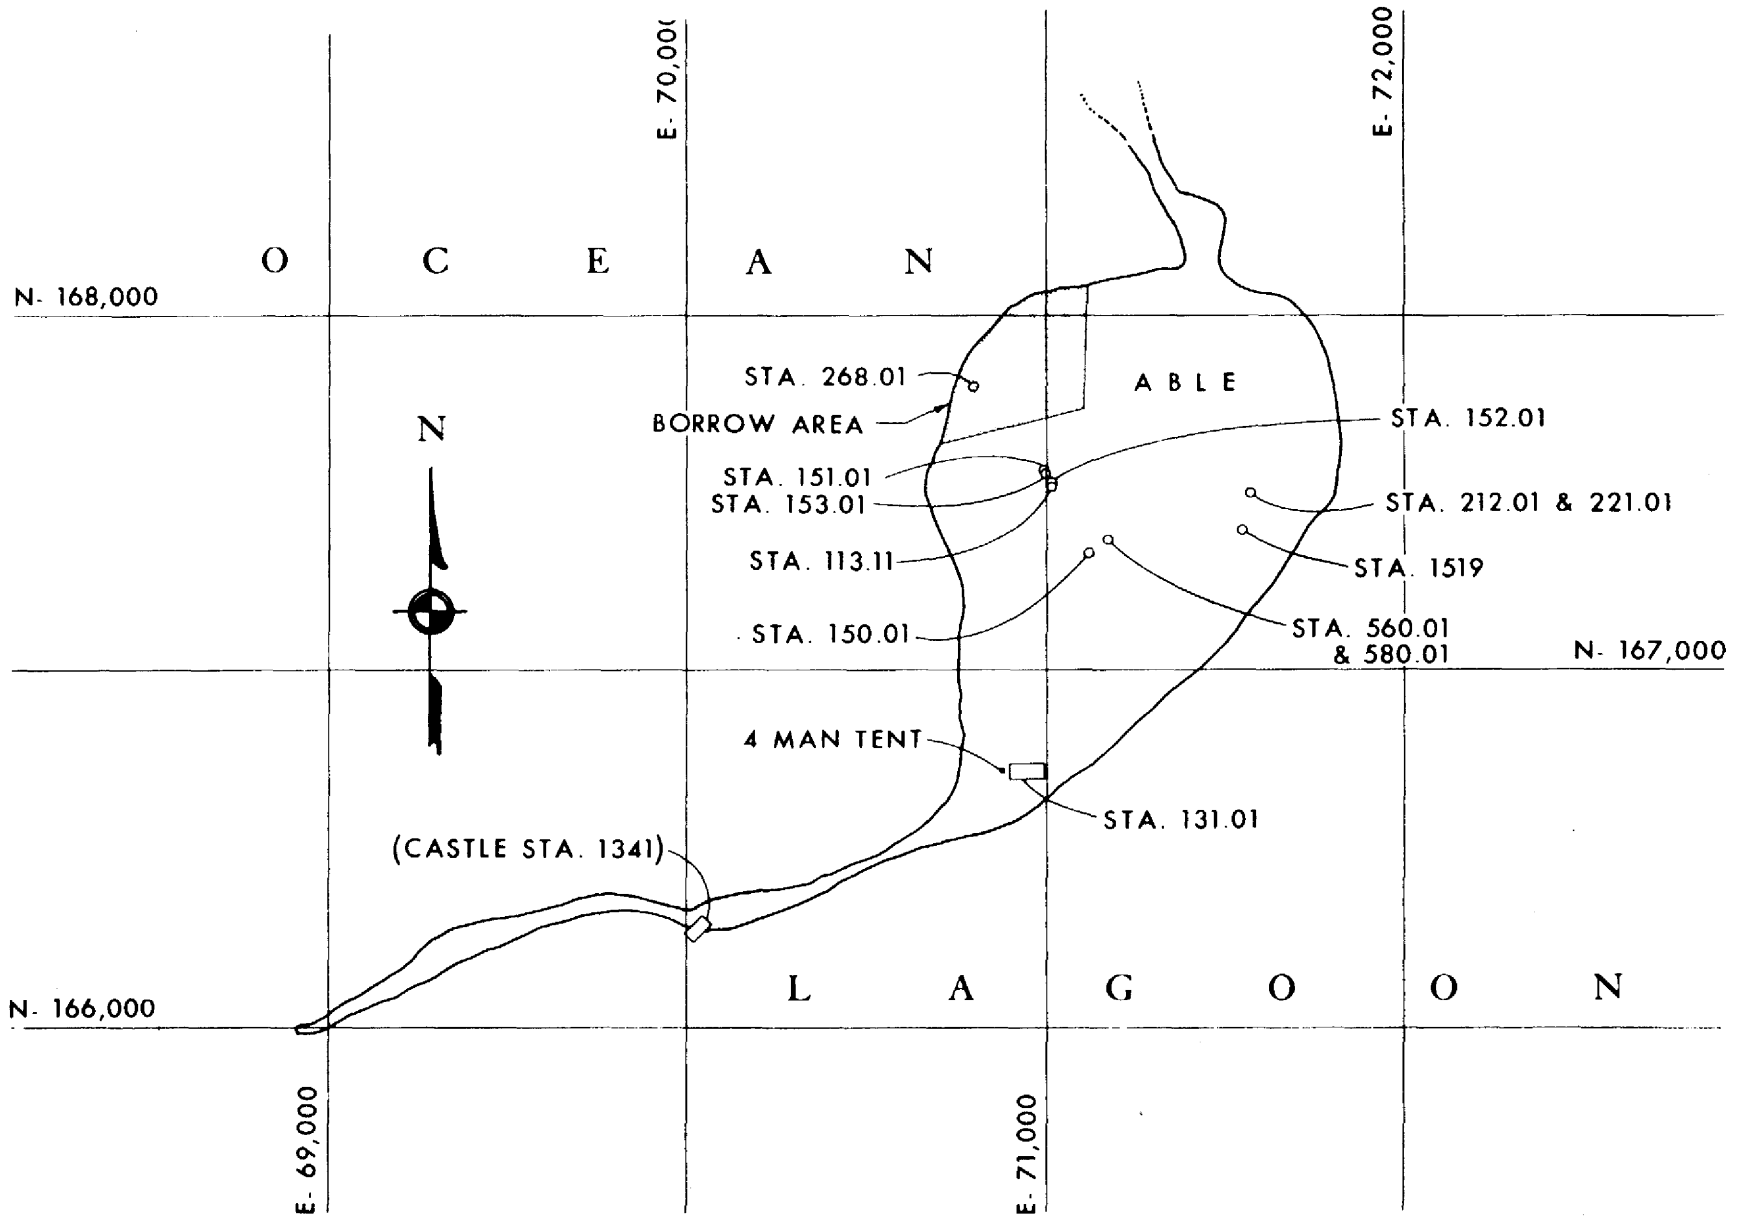 E- 70,00(
E- 72,000
O C E A N
N- 168,000
STA. 268.01
ABLE
BORROW AREA
STA. 152.01
N
STA. 151.01
STA. 153.01
STA. 212.01 & 221.01
STA. 113.11
STA. 1519
STA. 150.01
STA. 560.01
& 580.01
N- 167,000
4 MAN TENT
STA. 131.01
(CASTLE STA. 1341)
L A G O O N
N- 166,000
E- 69,000
E- 71,000